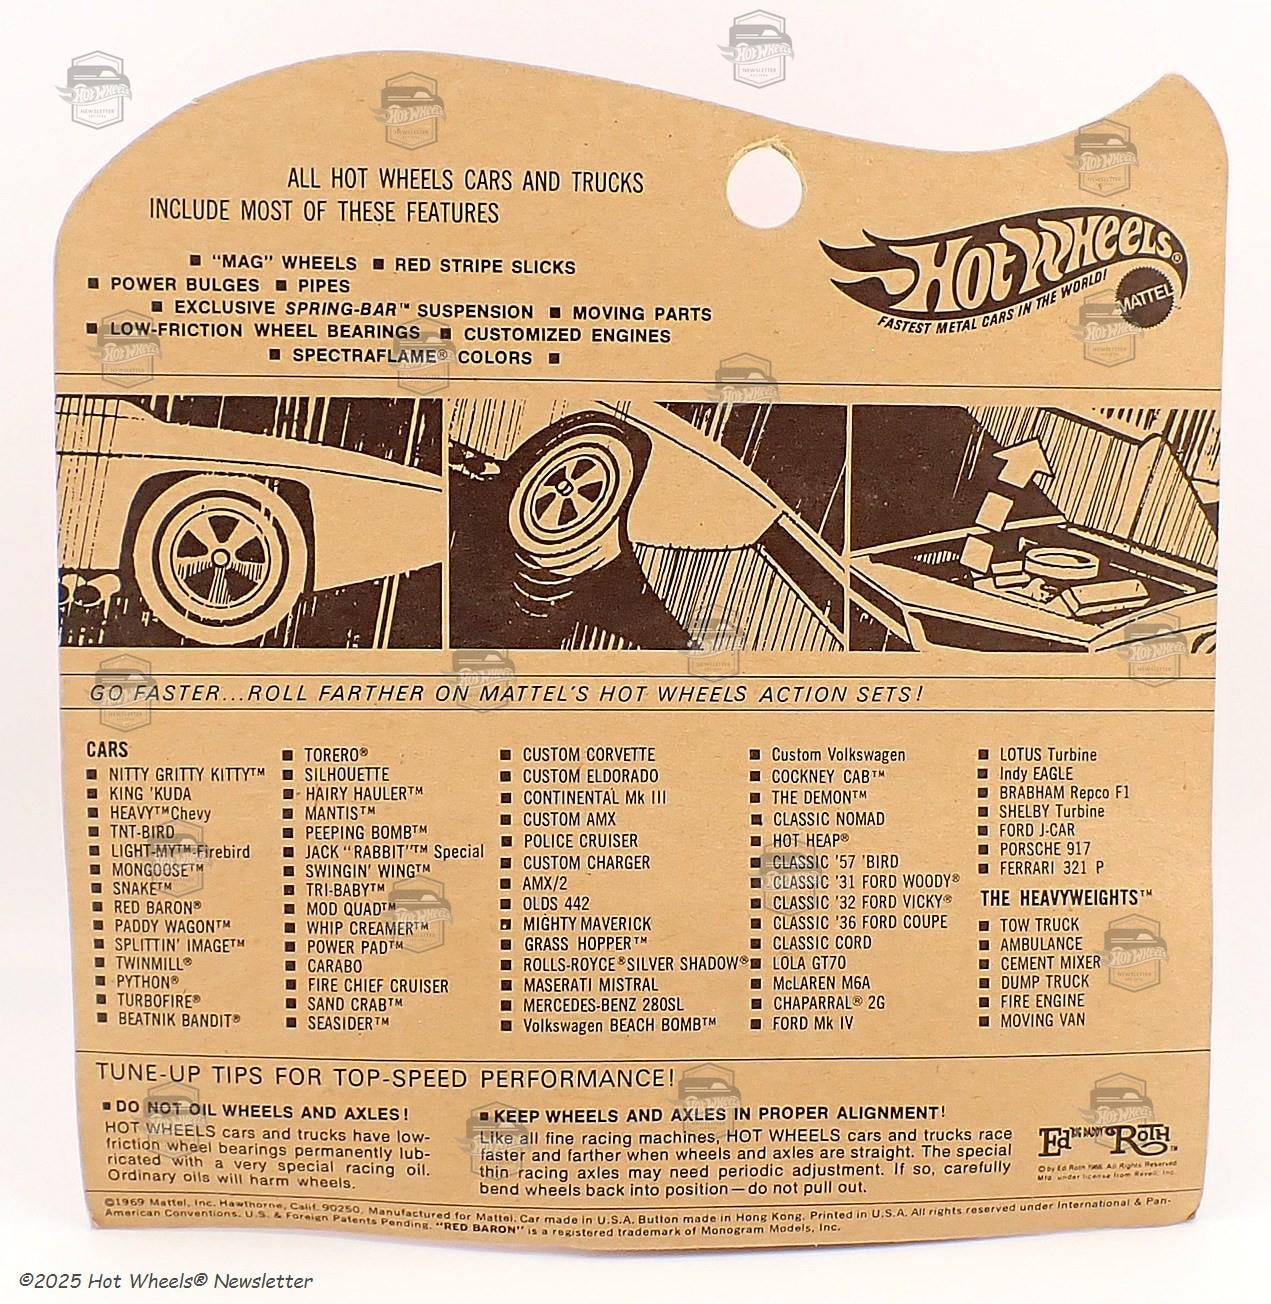 ALL HOT WHEELS CARS AND TRUCKS
INCLUDE MOST OF THESE FEATURES
■ "MAG" WHEELS ■ RED STRIPE SLICKS
■ POWER BULGES ■ PIPES
■ EXCLUSIVE SPRING-BAR™ SUSPENSION ■ MOVING PARTS
■ LOW-FRICTION WHEEL BEARINGS ■ CUSTOMIZED ENGINES
■ SPECTRAFLAME® COLORS ■
HOT WHEELS®
FASTEST METAL CARS IN THE WORLD!
MATTEL
GO FASTER...ROLL FARTHER ON MATTEL'S HOT WHEELS ACTION SETS!
CARS
■ NITTY GRITTY KITTY™
■ KING 'KUDA
■ HEAVY™Chevy
■ TNT-BIRD
■ LIGHT-MY™-Firebird
■ MONGOOSE™
■ SNAKE™
■ RED BARON®
■ PADDY WAGON™
■ SPLITTIN' IMAGE™
■ TWINMILL®
■ PYTHON®
■ TURBOFIRE®
■ BEATNIK BANDIT®
■ TORERO®
■ SILHOUETTE
■ HAIRY HAULER™
■ MANTIS™
■ PEEPING BOMB™
■ JACK "RABBIT"™ Special
■ SWINGIN' WING™
■ TRI-BABY™
■ MOD QUAD™
■ WHIP CREAMER™
■ POWER PAD™
■ CARABO
■ FIRE CHIEF CRUISER
■ SAND CRAB™
■ SEASIDER™
■ CUSTOM CORVETTE
■ CUSTOM ELDORADO
■ CONTINENTAL Mk III
■ CUSTOM AMX
■ POLICE CRUISER
■ CUSTOM CHARGER
■ AMX/2
■ OLDS 442
■ MIGHTY MAVERICK
■ GRASS HOPPER™
■ ROLLS-ROYCE® SILVER SHADOW®
■ MASERATI MISTRAL
■ MERCEDES-BENZ 280SL
■ Volkswagen BEACH BOMB™
■ Custom Volkswagen
■ COCKNEY CAB™
■ THE DEMON™
■ CLASSIC NOMAD
■ HOT HEAP®
■ CLASSIC '57 'BIRD
■ CLASSIC '31 FORD WOODY®
■ CLASSIC '32 FORD VICKY®
■ CLASSIC '36 FORD COUPE
■ CLASSIC CORD
■ LOLA GT70
■ McLAREN M6A
■ CHAPARRAL® 2G
■ FORD Mk IV
■ LOTUS Turbine
■ Indy EAGLE
■ BRABHAM Repco F1
■ SHELBY Turbine
■ FORD J-CAR
■ PORSCHE 917
■ FERRARI 321 P
THE HEAVYWEIGHTS™
■ TOW TRUCK
■ AMBULANCE
■ CEMENT MIXER
■ DUMP TRUCK
■ FIRE ENGINE
■ MOVING VAN
TUNE-UP TIPS FOR TOP-SPEED PERFORMANCE!
■ DO NOT OIL WHEELS AND AXLES!
HOT WHEELS cars and trucks have low-
friction wheel bearings permanently lub-
ricated with a very special racing oil.
Ordinary oils will harm wheels.
■ KEEP WHEELS AND AXLES IN PROPER ALIGNMENT!
Like all fine racing machines, HOT WHEELS cars and trucks race
faster and farther when wheels and axles are straight. The special
thin racing axles may need periodic adjustment. If so, carefully
bend wheels back into position—do not pull out.
Ed "BIG DADDY" ROTH™
© by Ed Roth 1968. All Rights Reserved
Mfg. under license from Revell, Inc.
©1969 Mattel, Inc. Hawthorne, Calif. 90250. Manufactured for Mattel. Car made in U.S.A. Button made in Hong Kong. Printed in U.S.A. All rights reserved under International & Pan-
American Conventions. U.S. & Foreign Patents Pending. "RED BARON" is a registered trademark of Monogram Models, Inc.
©2025 Hot Wheels® Newsletter